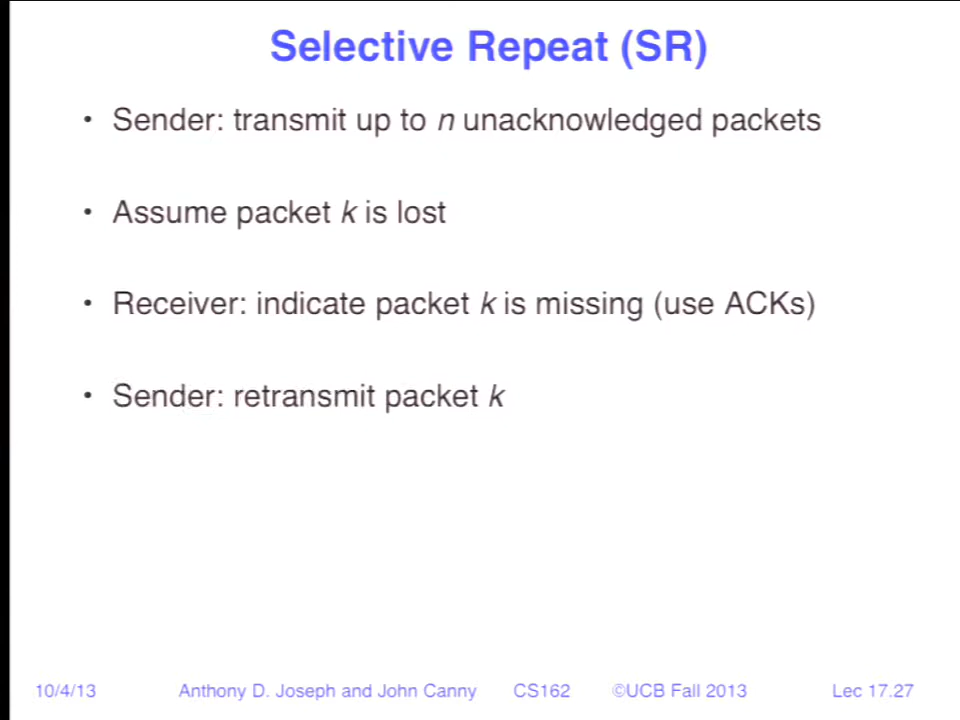 Selective Repeat (SR)
• Sender: transmit up to n unacknowledged packets
• Assume packet k is lost
• Receiver: indicate packet k is missing (use ACKs)
• Sender: retransmit packet k
10/4/13 Anthony D. Joseph and John Canny CS162 ©UCB Fall 2013 Lec 17.27